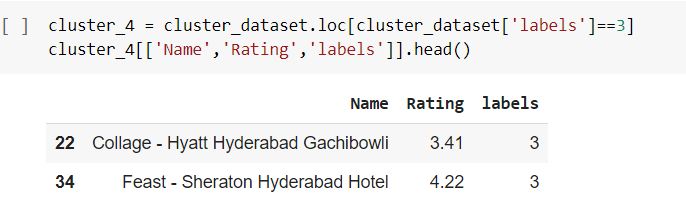 [ ] cluster_4 = cluster_dataset.loc[cluster_dataset['labels']==3]
cluster_4[['Name','Rating','labels']].head()
Name Rating labels
22 Collage - Hyatt Hyderabad Gachibowli 3.41 3
34 Feast - Sheraton Hyderabad Hotel 4.22 3